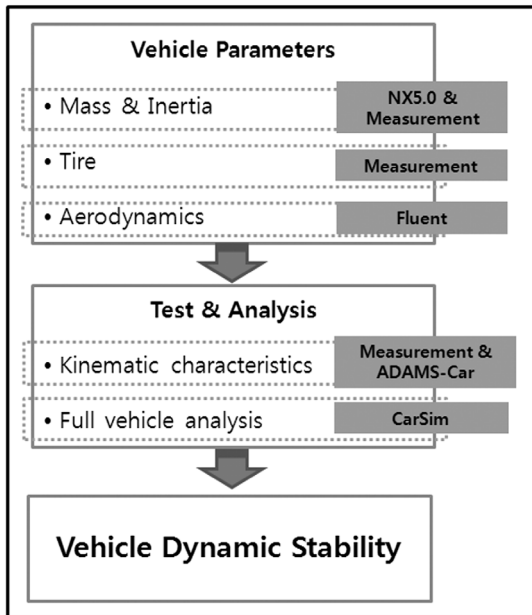 Vehicle Parameters
• Mass & Inertia
NX5.0 &
Measurement
• Tire
Measurement
• Aerodynamics
Fluent
Test & Analysis
• Kinematic characteristics
Measurement &
ADAMS-Car
• Full vehicle analysis
CarSim
Vehicle Dynamic Stability